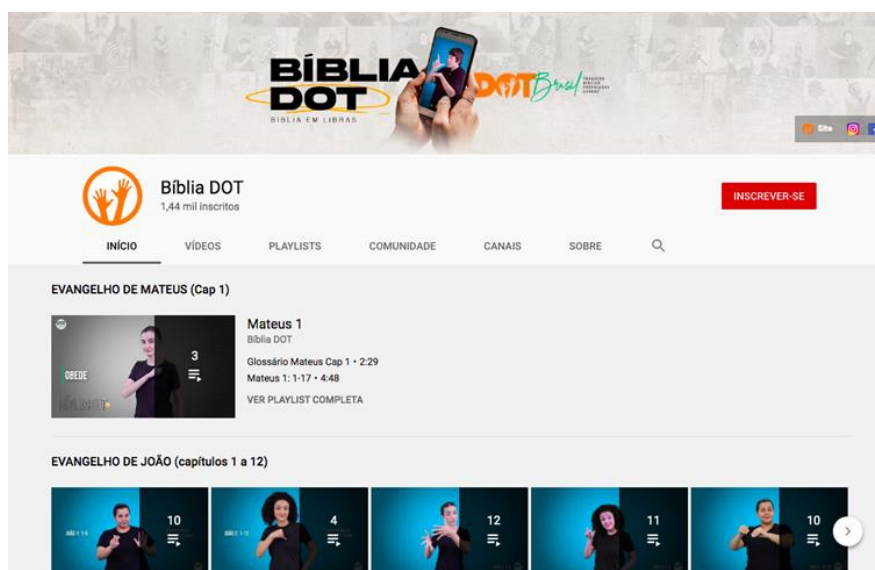 BÍBLIA
DOT
BÍBLIA EM LIBRAS
DOT Brasil
Site
Bíblia DOT
1,44 mil inscritos
INSCREVER-SE
INÍCIO VÍDEOS PLAYLISTS COMUNIDADE CANAIS SOBRE
EVANGELHO DE MATEUS (Cap 1)
OBEDE
3
Mateus 1
Bíblia DOT
Glossário Mateus Cap 1 • 2:29
Mateus 1: 1-17 • 4:48
VER PLAYLIST COMPLETA
EVANGELHO DE JOÃO (capítulos 1 a 12)
10 4 12 11 10